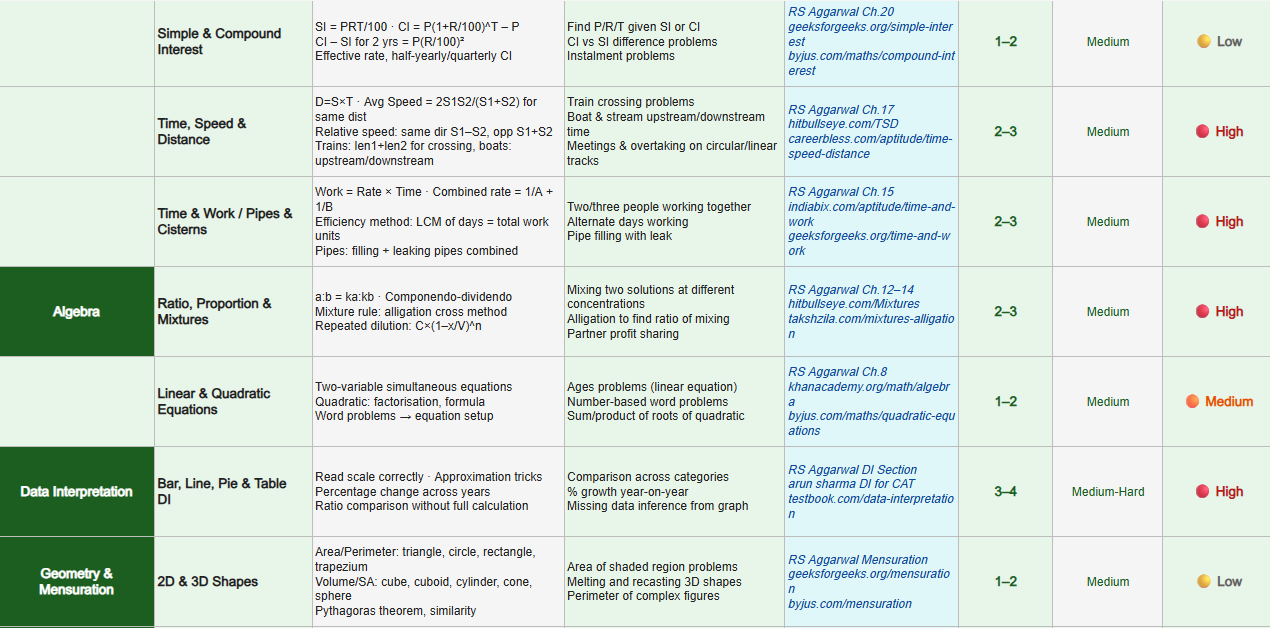 Simple & Compound
Interest
SI = PRT/100 · CI = P(1+R/100)^T – P
CI – SI for 2 yrs = P(R/100)²
Effective rate, half-yearly/quarterly CI
Find P/R/T given SI or CI
CI vs SI difference problems
Instalment problems
RS Aggarwal Ch.20
geeksforgeeks.org/simple-inter
est
byjus.com/maths/compound-int
erest
1–2
Medium
Low
Time, Speed &
Distance
D=S×T · Avg Speed = 2S1S2/(S1+S2) for
same dist
Relative speed: same dir S1–S2, opp S1+S2
Trains: len1+len2 for crossing, boats:
upstream/downstream
Train crossing problems
Boat & stream upstream/downstream
time
Meetings & overtaking on circular/linear
tracks
RS Aggarwal Ch.17
hitbullseye.com/TSD
careerbless.com/aptitude/time-
speed-distance
2–3
Medium
High
Time & Work / Pipes &
Cisterns
Work = Rate × Time · Combined rate = 1/A +
1/B
Efficiency method: LCM of days = total work
units
Pipes: filling + leaking pipes combined
Two/three people working together
Alternate days working
Pipe filling with leak
RS Aggarwal Ch.15
indiabix.com/aptitude/time-and-
work
geeksforgeeks.org/time-and-w
ork
2–3
Medium
High
Algebra
Ratio, Proportion &
Mixtures
a:b = ka:kb · Componendo-dividendo
Mixture rule: alligation cross method
Repeated dilution: C×(1–x/V)^n
Mixing two solutions at different
concentrations
Alligation to find ratio of mixing
Partner profit sharing
RS Aggarwal Ch.12–14
hitbullseye.com/Mixtures
takshzila.com/mixtures-alligatio
n
2–3
Medium
High
Linear & Quadratic
Equations
Two-variable simultaneous equations
Quadratic: factorisation, formula
Word problems → equation setup
Ages problems (linear equation)
Number-based word problems
Sum/product of roots of quadratic
RS Aggarwal Ch.8
khanacademy.org/math/algebr
a
byjus.com/maths/quadratic-equ
ations
1–2
Medium
Medium
Data Interpretation
Bar, Line, Pie & Table
DI
Read scale correctly · Approximation tricks
Percentage change across years
Ratio comparison without full calculation
Comparison across categories
% growth year-on-year
Missing data inference from graph
RS Aggarwal DI Section
arun sharma DI for CAT
testbook.com/data-interpretatio
n
3–4
Medium-Hard
High
Geometry &
Mensuration
2D & 3D Shapes
Area/Perimeter: triangle, circle, rectangle,
trapezium
Volume/SA: cube, cuboid, cylinder, cone,
sphere
Pythagoras theorem, similarity
Area of shaded region problems
Melting and recasting 3D shapes
Perimeter of complex figures
RS Aggarwal Mensuration
geeksforgeeks.org/mensuratio
n
byjus.com/mensuration
1–2
Medium
Low